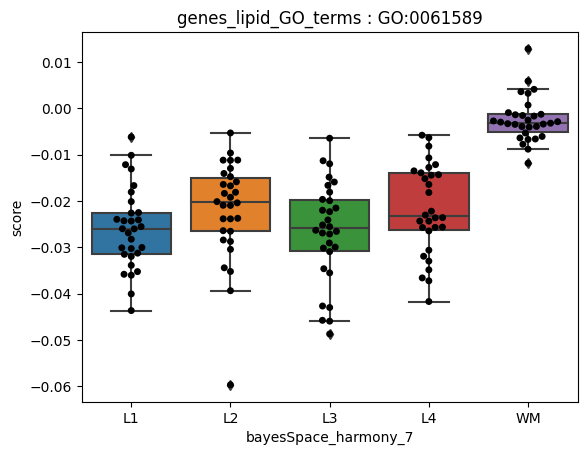 genes_lipid_GO_terms : GO:0061589
score
0.01
0.00
−0.01
−0.02
−0.03
−0.04
−0.05
−0.06
L1 L2 L3 L4 WM
bayesSpace_harmony_7